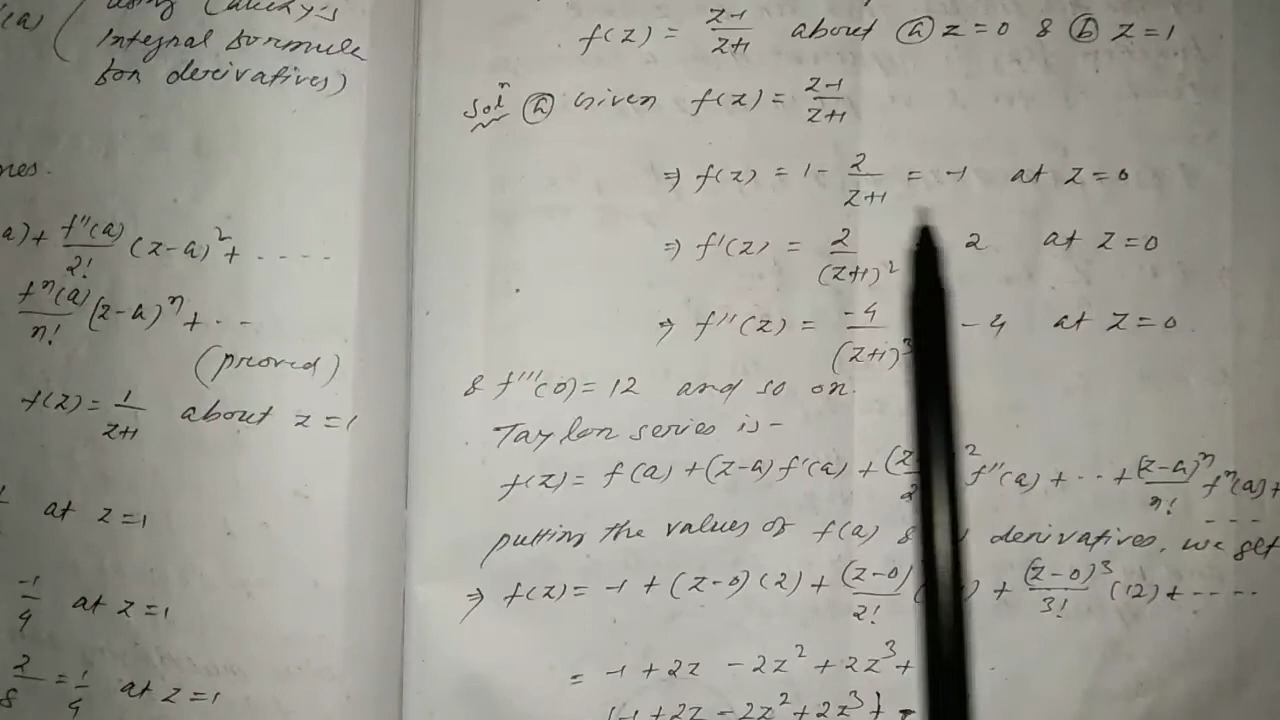 (a) (using Cauchy's
Integral formula
for derivatives)
nes.
a) + f''(a)/2! (z-a)² + ....
fⁿ(a)/n! (z-a)ⁿ + ..
(proved)
f(z) = 1/z+1 about z=1
at z=1
-1/4 at z=1
2/8 = 1/4 at z=1
f(z) = z-1/z+1 about ⓐ z=0 & ⓑ z=1
Solⁿ ⓐ Given f(z) = z-1/z+1
⇒ f(z) = 1 - 2/z+1 = -1 at z=0
⇒ f'(z) = 2/(z+1)² 2 at z=0
⇒ f''(z) = -4/(z+1)³ -4 at z=0
& f'''(0) = 12 and so on.
Taylor series is -
f(z) = f(a) + (z-a) f'(a) + (z 2 ² f''(a) + .. + (z-a)ⁿ/n! fⁿ(a) + ...
putting the values of f(a) & derivatives, we get
⇒ f(z) = -1 + (z-0)(2) + (z-0)/2! ) + (z-0)³/3! (12) + ....
= -1 + 2z - 2z² + 2z³ +
-1 + 2z - 2z² + 2z³ + -